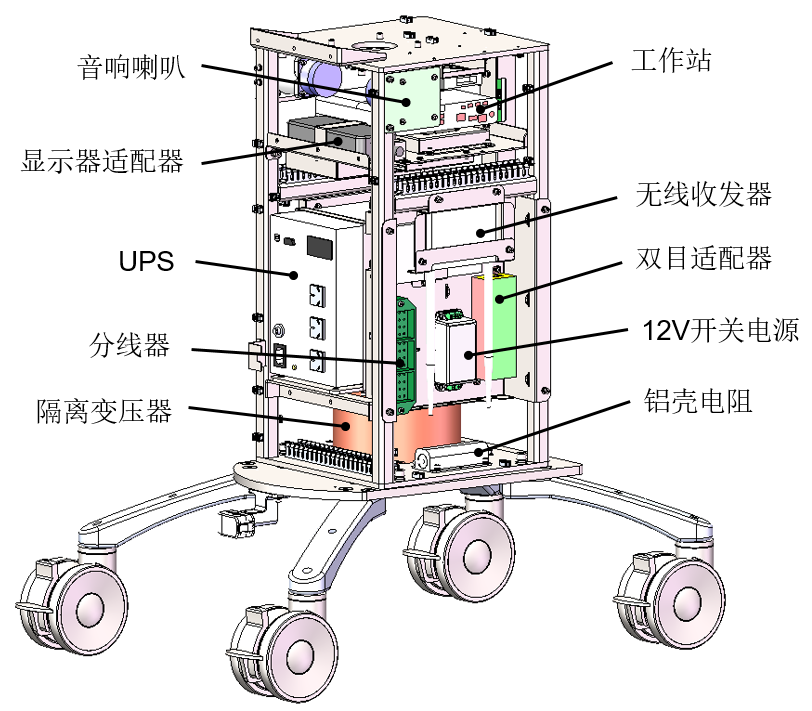 音响喇叭
工作站
显示器适配器
无线收发器
UPS
双目适配器
分线器
12V开关电源
隔离变压器
铝壳电阻